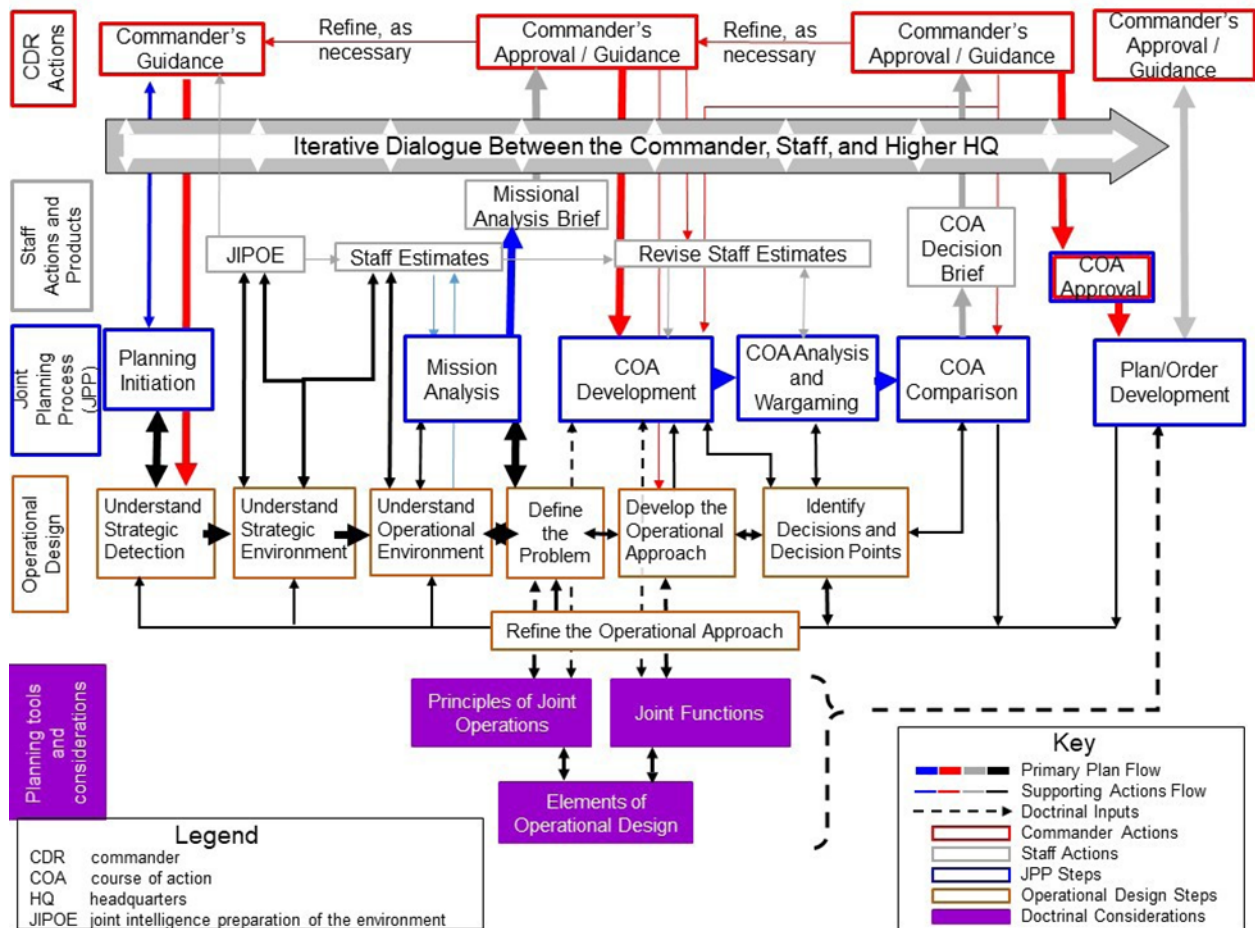 CDR
Actions
Commander's
Guidance
Refine, as
necessary
Commander's
Approval / Guidance
Refine, as
necessary
Commander's
Approval / Guidance
Commander's
Approval /
Guidance
Iterative Dialogue Between the Commander, Staff, and Higher HQ
Staff
Actions and
Products
JIPOE
Staff Estimates
Missional
Analysis Brief
Revise Staff Estimates
COA
Decision
Brief
COA
Approval
Joint
Planning
Process
(JPP)
Planning
Initiation
Mission
Analysis
COA
Development
COA Analysis
and
Wargaming
COA
Comparison
Plan/Order
Development
Operational
Design
Understand
Strategic
Detection
Understand
Strategic
Environment
Understand
Operational
Environment
Define
the
Problem
Develop the
Operational
Approach
Identify
Decisions and
Decision Points
Refine the Operational Approach
Planning tools
and
considerations
Principles of Joint
Operations
Joint Functions
Elements of
Operational Design
Legend
CDR commander
COA course of action
HQ headquarters
JIPOE joint intelligence preparation of the environment
Key
Primary Plan Flow
Supporting Actions Flow
Doctrinal Inputs
Commander Actions
Staff Actions
JPP Steps
Operational Design Steps
Doctrinal Considerations